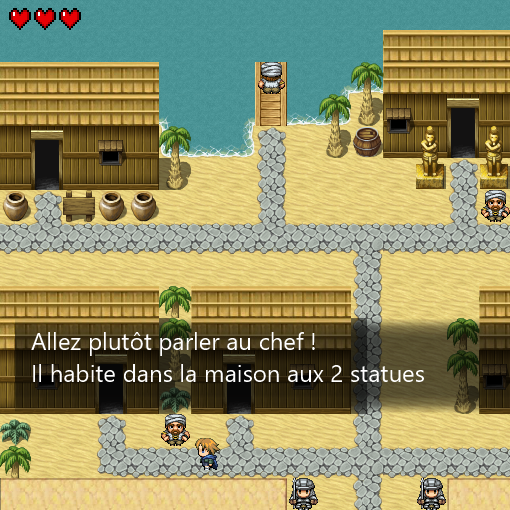 Allez plutôt parler au chef !
Il habite dans la maison aux 2 statues